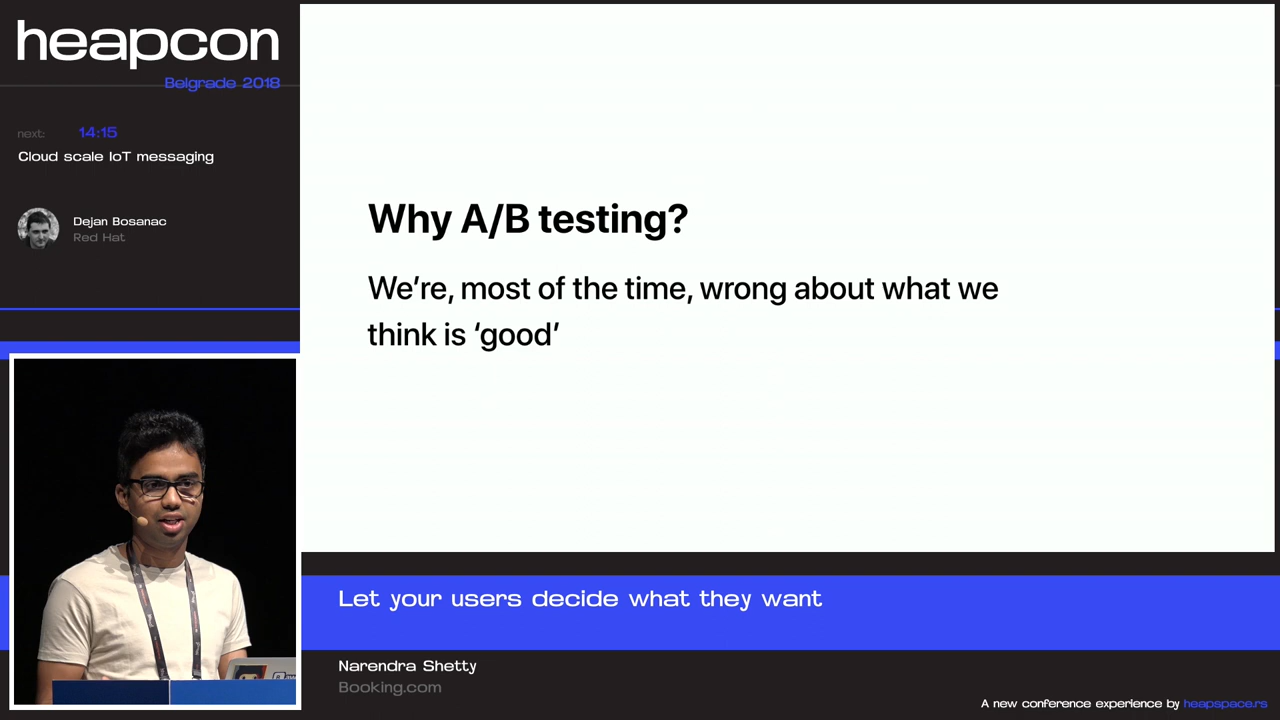 heapcon
Belgrade 2018
next: 14:15
Cloud scale IoT messaging
Dejan Bosanac
Red Hat
Why A/B testing?
We’re, most of the time, wrong about what we
think is ‘good’
Let your users decide what they want
Narendra Shetty
Booking.com
A new conference experience by heapspace.rs